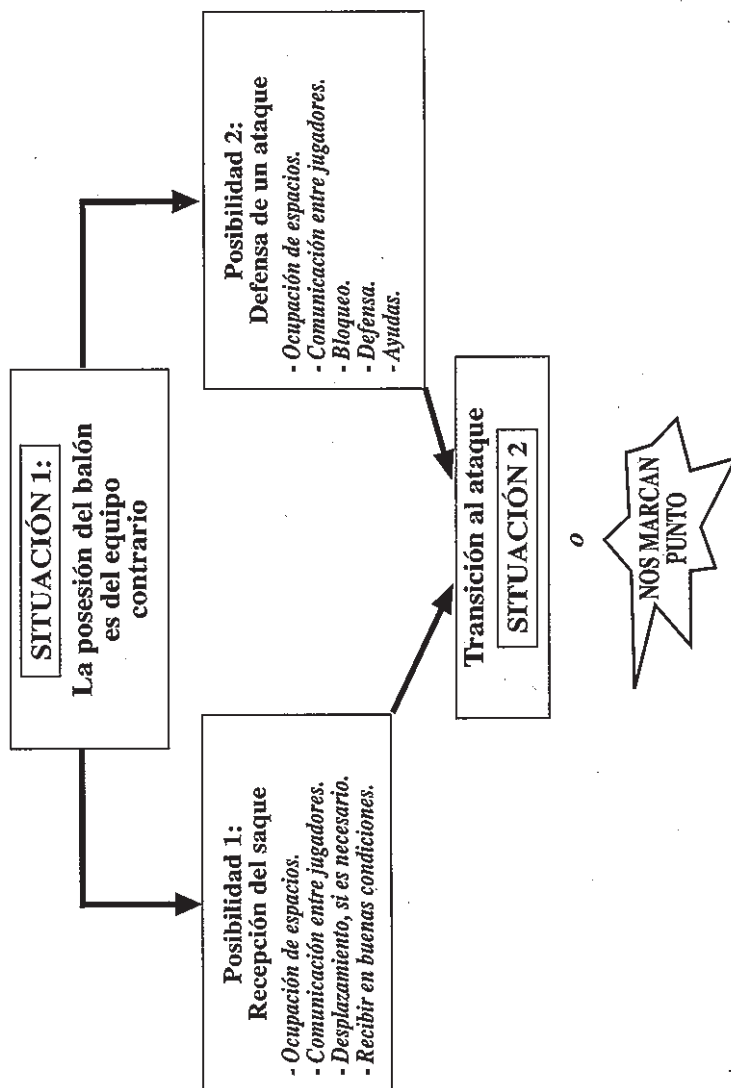 SITUACIÓN 1:
La posesión del balón
es del equipo
contrario
Posibilidad 1:
Recepción del saque
- Ocupación de espacios.
- Comunicación entre jugadores.
- Desplazamiento, si es necesario.
- Recibir en buenas condiciones.
Posibilidad 2:
Defensa de un ataque
- Ocupación de espacios.
- Comunicación entre jugadores.
- Bloqueo.
- Defensa.
- Ayudas.
Transición al ataque
SITUACIÓN 2
o
NOS MARCAN
PUNTO